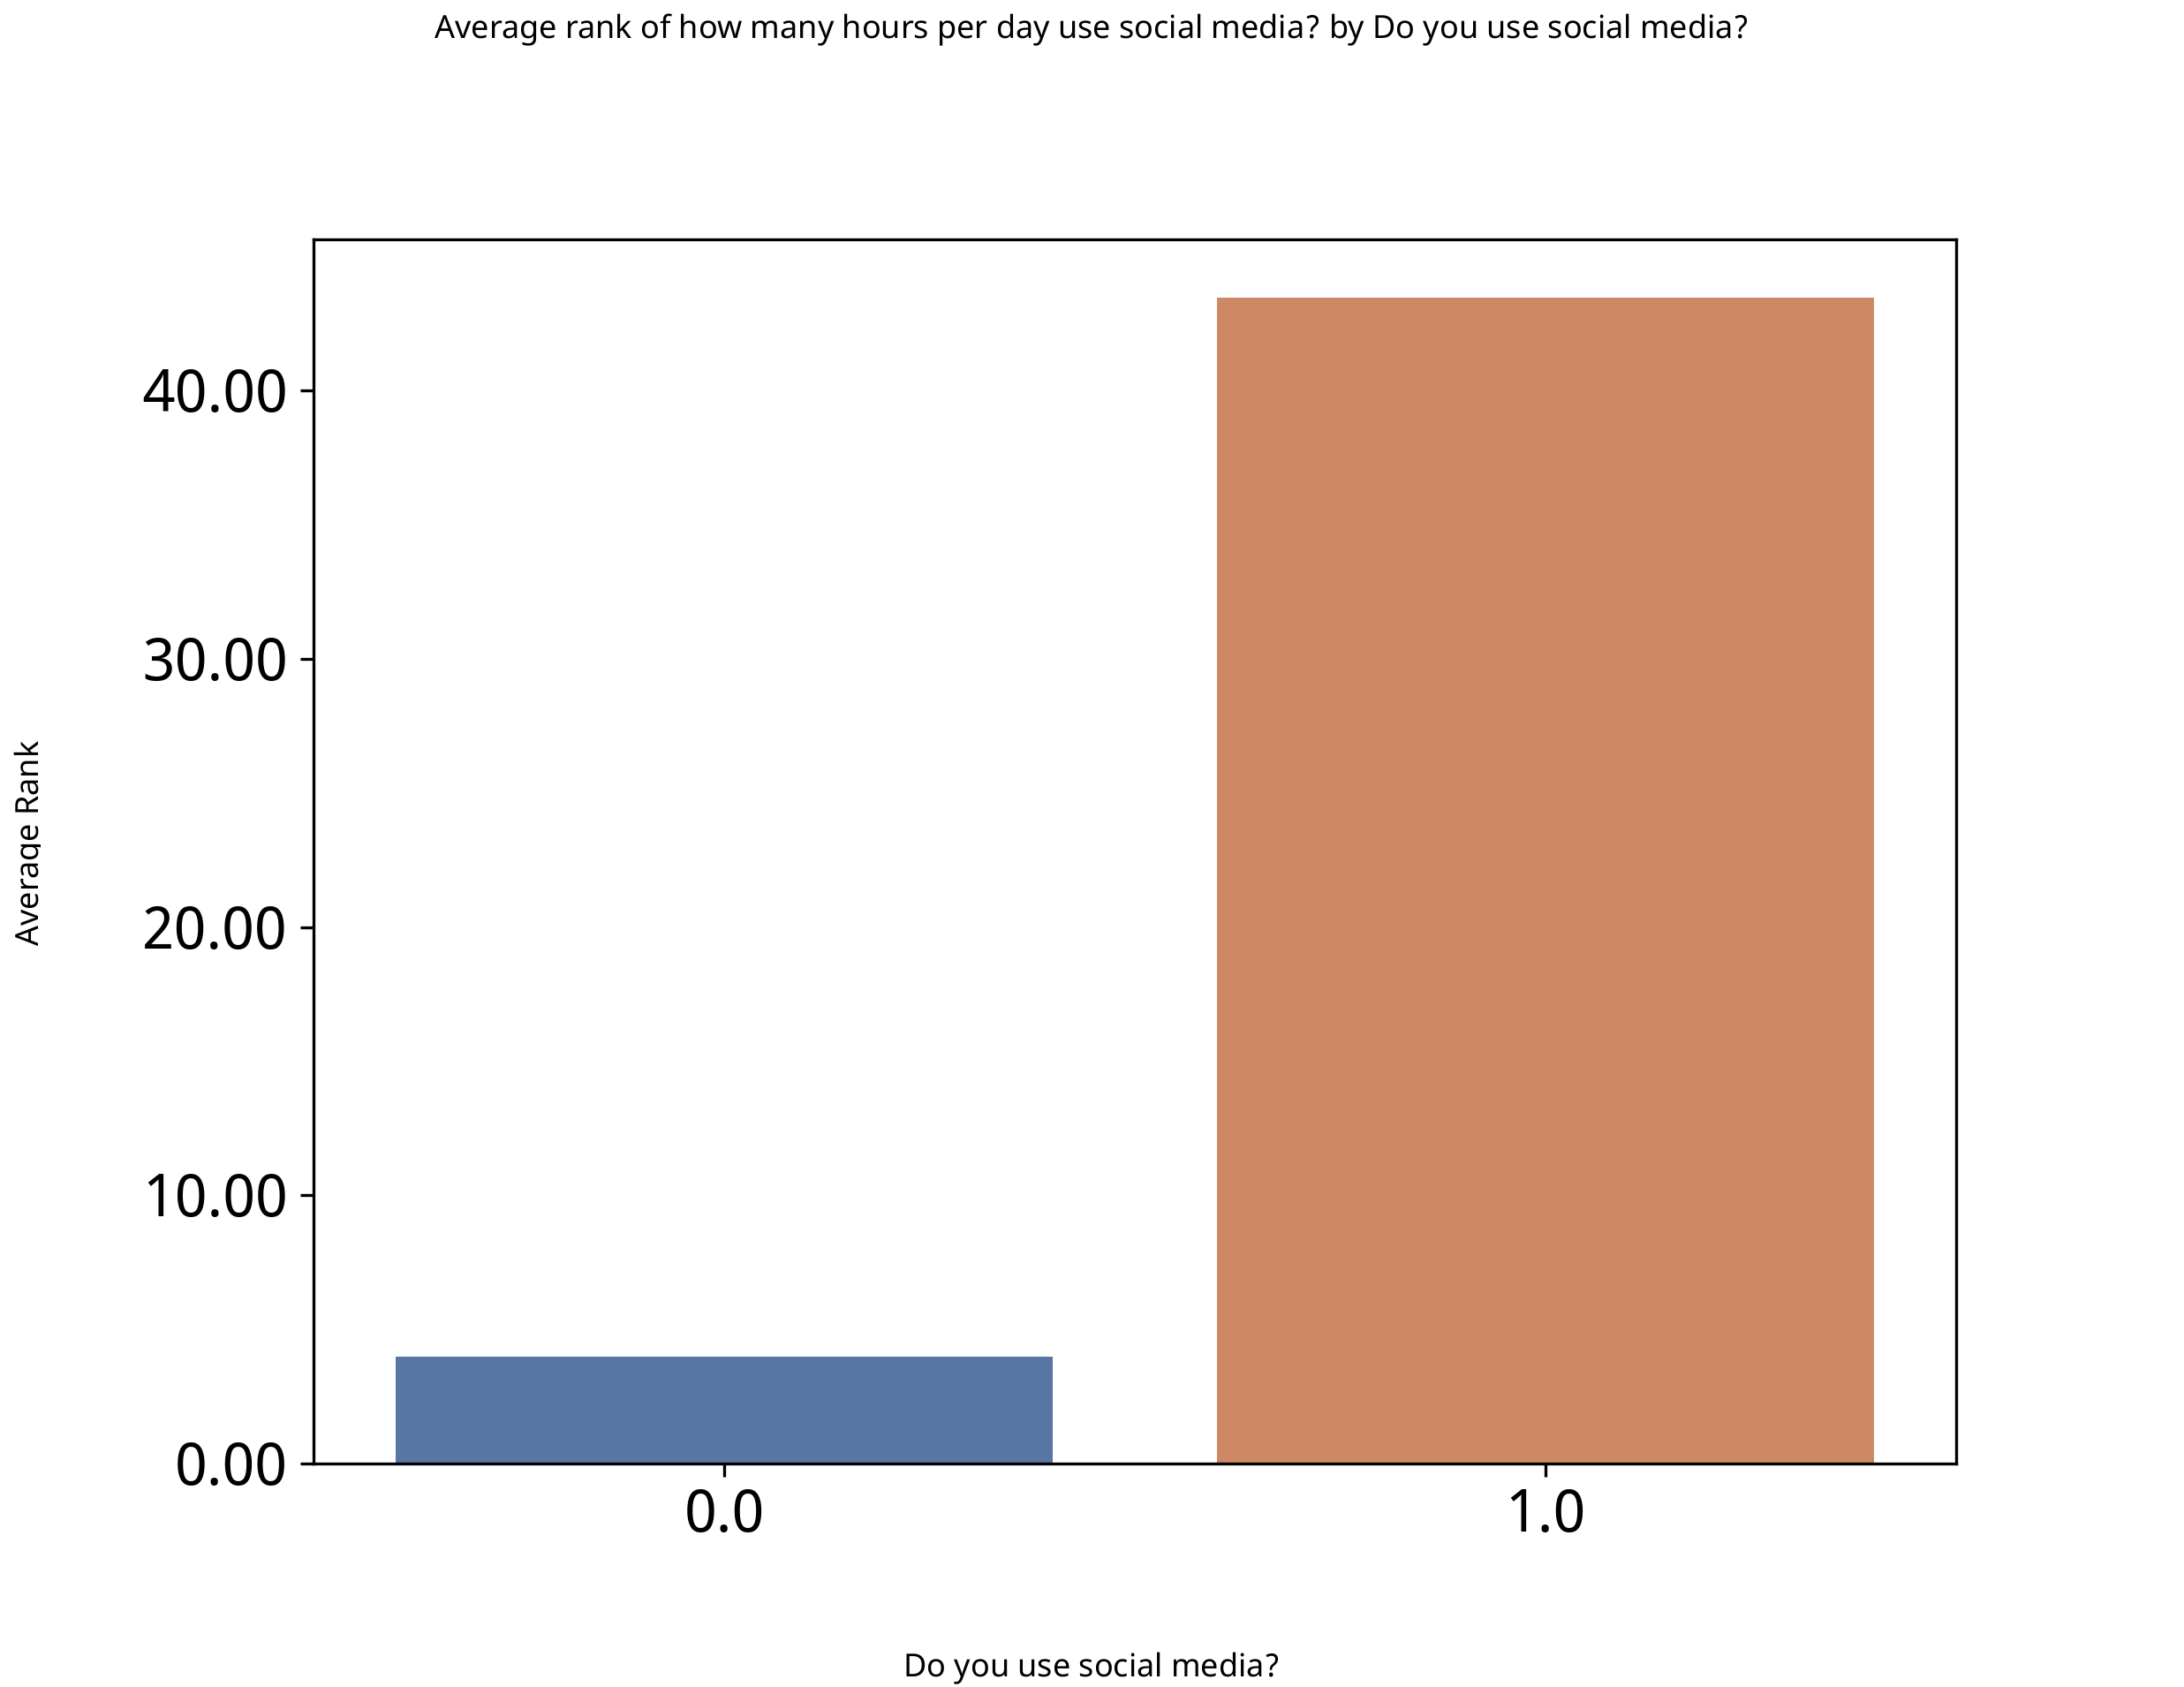 Average rank of how many hours per day use social media? by Do you use social media?
40.00
30.00
20.00
10.00
0.00
Average Rank
0.0 1.0
Do you use social media?